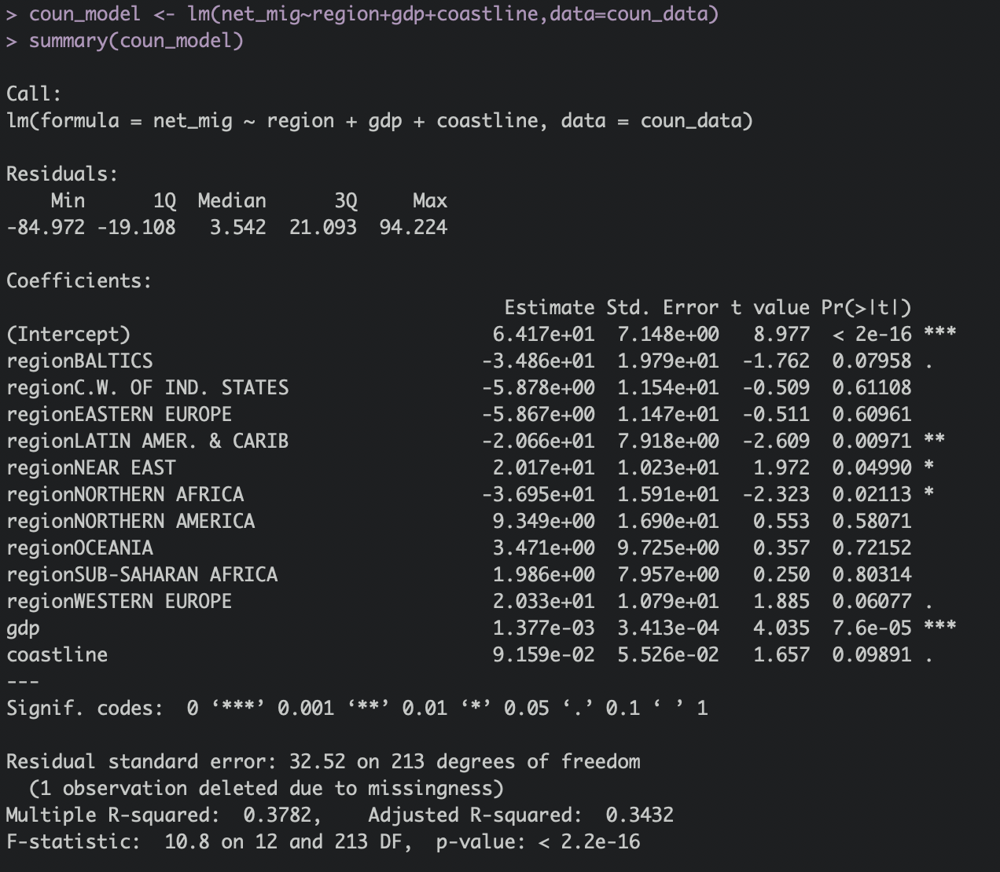 > coun_model <- lm(net_mig~region+gdp+coastline,data=coun_data)
> summary(coun_model)
Call:
lm(formula = net_mig ~ region + gdp + coastline, data = coun_data)
Residuals:
    Min      1Q  Median      3Q     Max
-84.972 -19.108   3.542  21.093  94.224
Coefficients:
                                            Estimate Std. Error t value Pr(>|t|)
(Intercept)                                6.417e+01  7.148e+00   8.977  < 2e-16 ***
regionBALTICS                             -3.486e+01  1.979e+01  -1.762  0.07958 .
regionC.W. OF IND. STATES                 -5.878e+00  1.154e+01  -0.509  0.61108
regionEASTERN EUROPE                      -5.867e+00  1.147e+01  -0.511  0.60961
regionLATIN AMER. & CARIB                 -2.066e+01  7.918e+00  -2.609  0.00971 **
regionNEAR EAST                            2.017e+01  1.023e+01   1.972  0.04990 *
regionNORTHERN AFRICA                     -3.695e+01  1.591e+01  -2.323  0.02113 *
regionNORTHERN AMERICA                     9.349e+00  1.690e+01   0.553  0.58071
regionOCEANIA                              3.471e+00  9.725e+00   0.357  0.72152
regionSUB-SAHARAN AFRICA                   1.986e+00  7.957e+00   0.250  0.80314
regionWESTERN EUROPE                       2.033e+01  1.079e+01   1.885  0.06077 .
gdp                                        1.377e-03  3.413e-04   4.035  7.6e-05 ***
coastline                                  9.159e-02  5.526e-02   1.657  0.09891 .
---
Signif. codes:  0 ‘***’ 0.001 ‘**’ 0.01 ‘*’ 0.05 ‘.’ 0.1 ‘ ’ 1
Residual standard error: 32.52 on 213 degrees of freedom
  (1 observation deleted due to missingness)
Multiple R-squared:  0.3782,    Adjusted R-squared:  0.3432
F-statistic:  10.8 on 12 and 213 DF,  p-value: < 2.2e-16